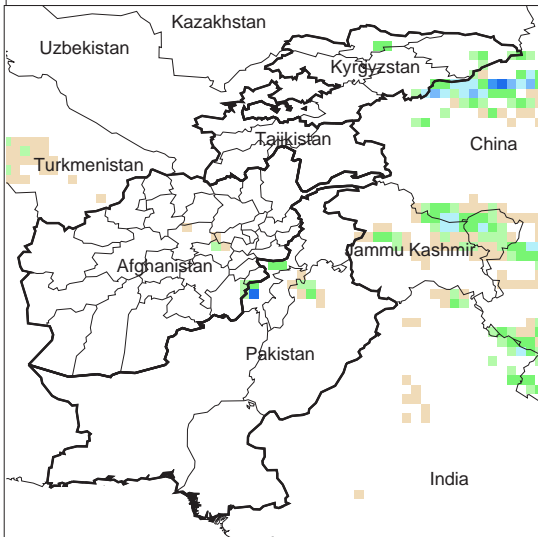 Kazakhstan
Uzbekistan
Kyrgyzstan
Tajikistan
China
Turkmenistan
Jammu Kashmir
Afghanistan
Pakistan
India